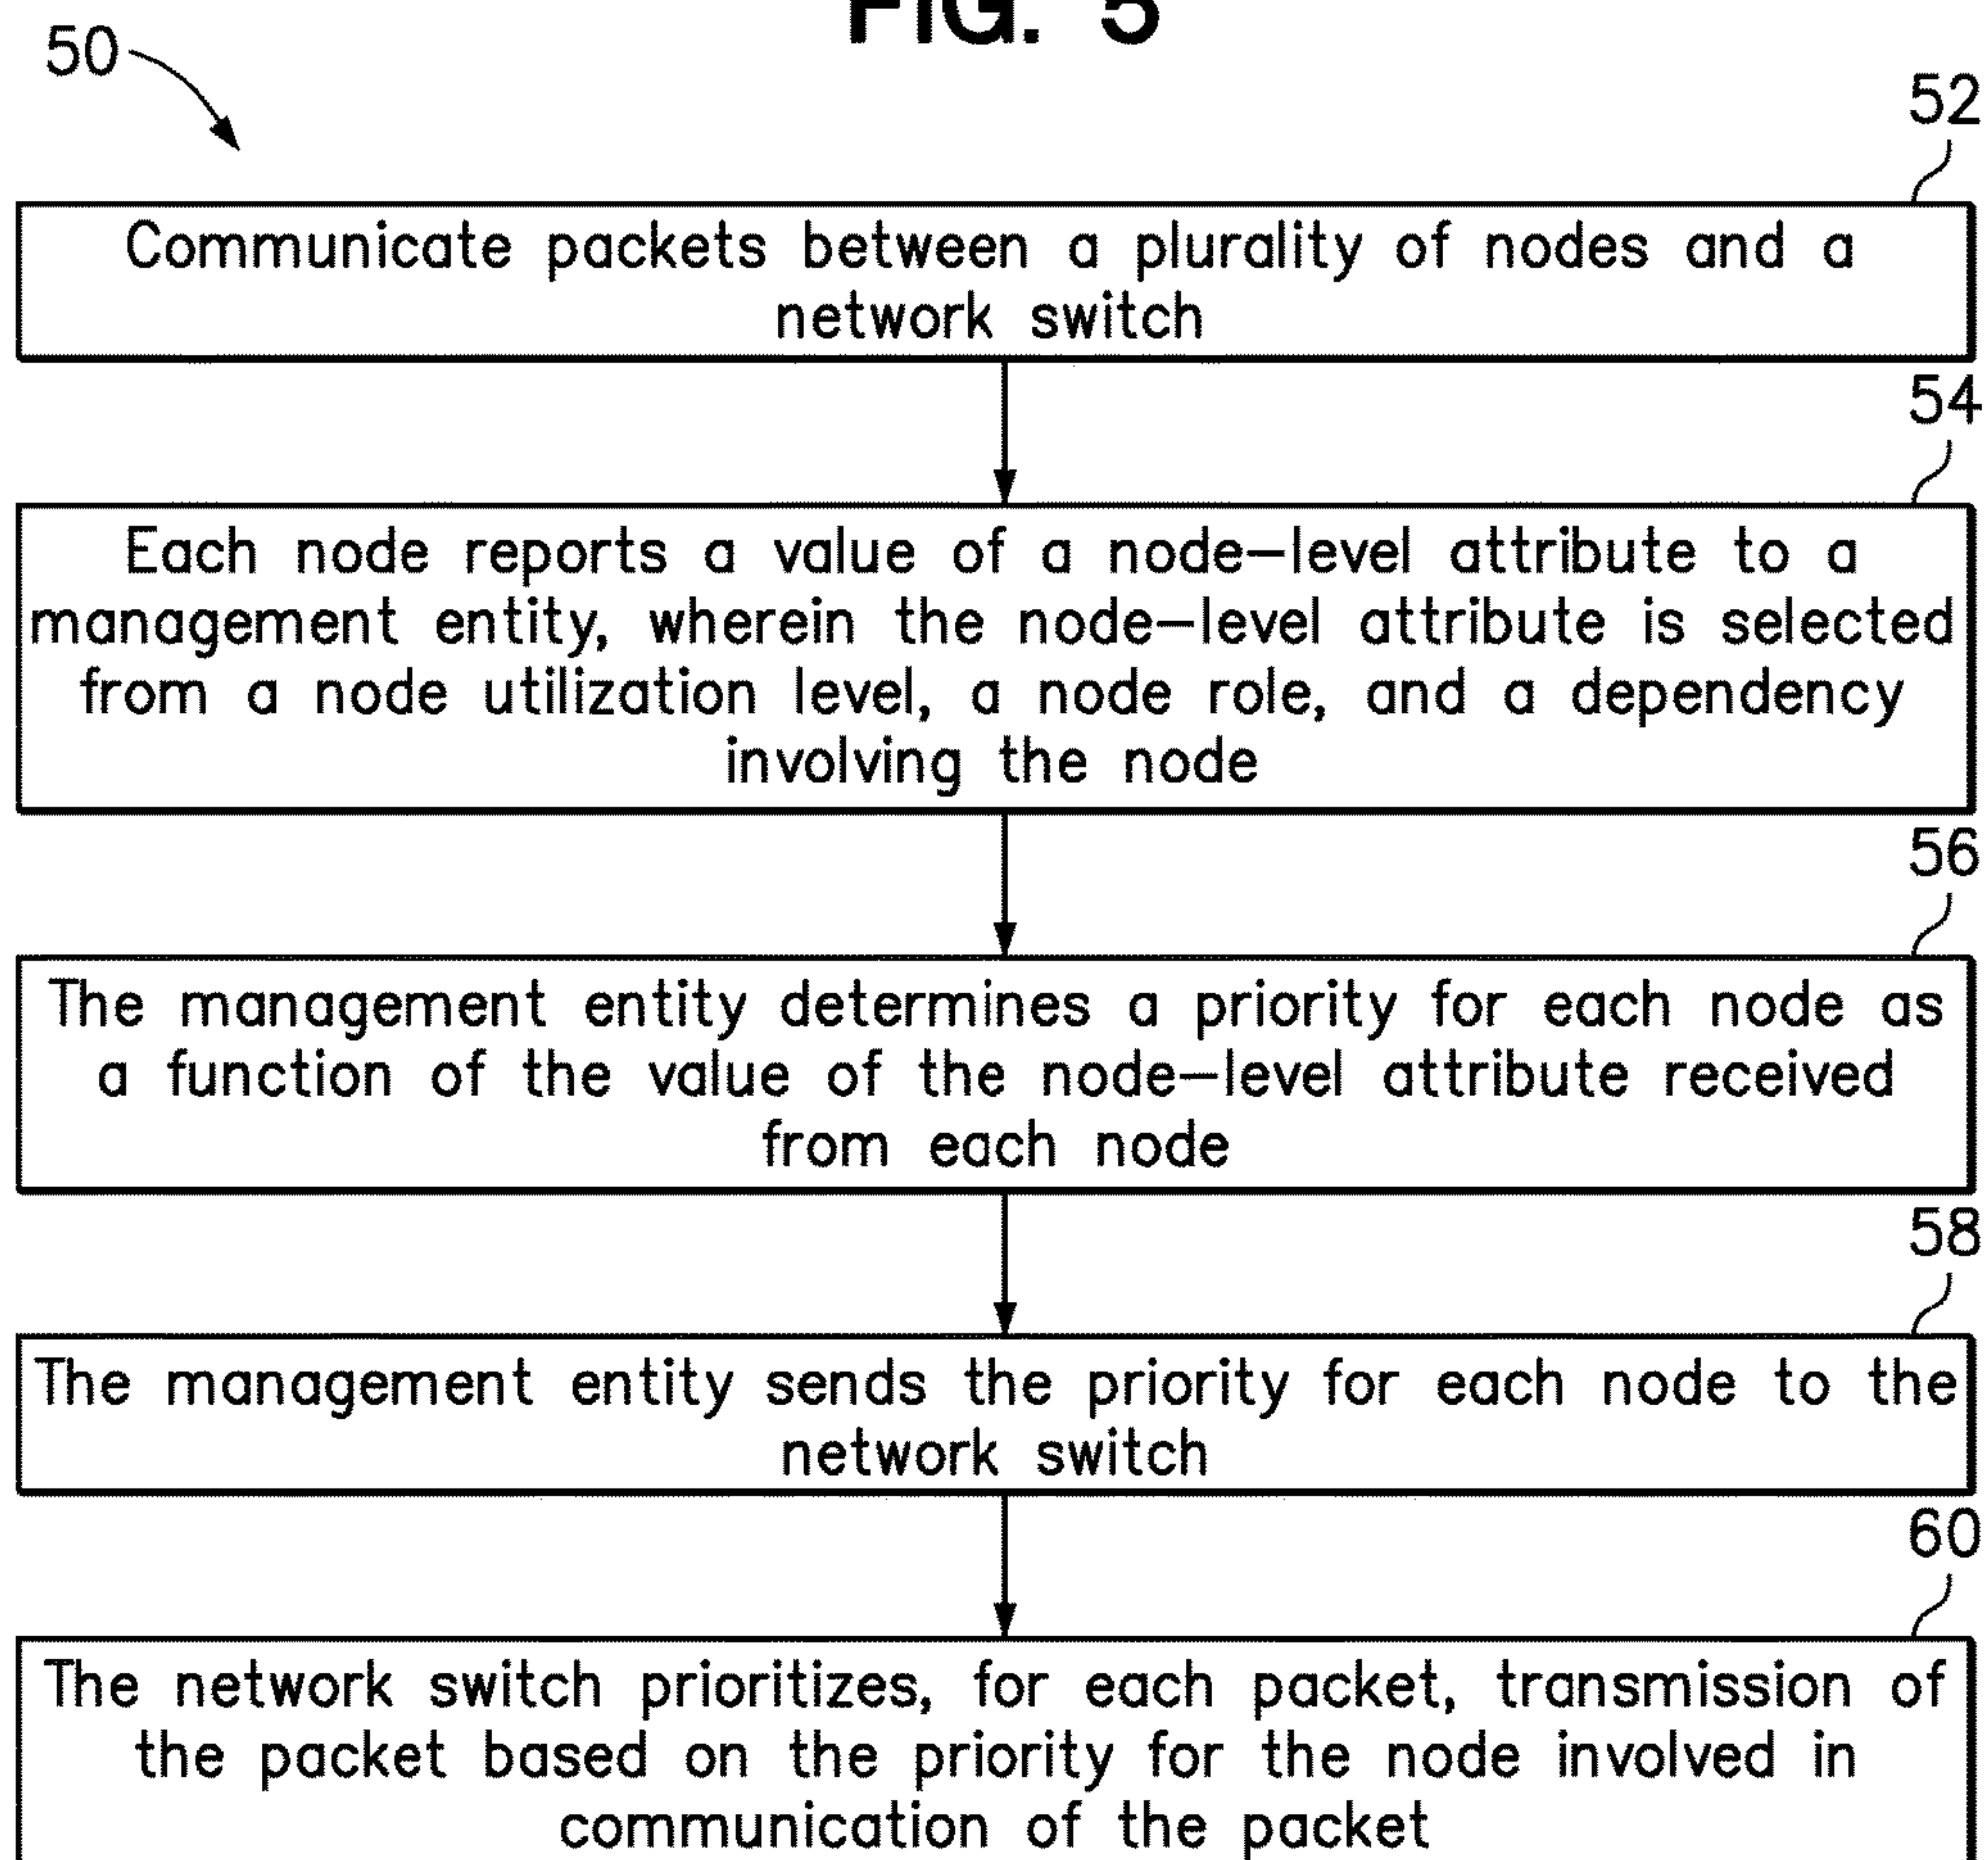 FIG. 5
50
52
Communicate packets between a plurality of nodes and a
network switch
54
Each node reports a value of a node-level attribute to a
management entity, wherein the node-level attribute is selected
from a node utilization level, a node role, and a dependency
involving the node
56
The management entity determines a priority for each node as
a function of the value of the node-level attribute received
from each node
58
The management entity sends the priority for each node to the
network switch
60
The network switch prioritizes, for each packet, transmission of
the packet based on the priority for the node involved in
communication of the packet